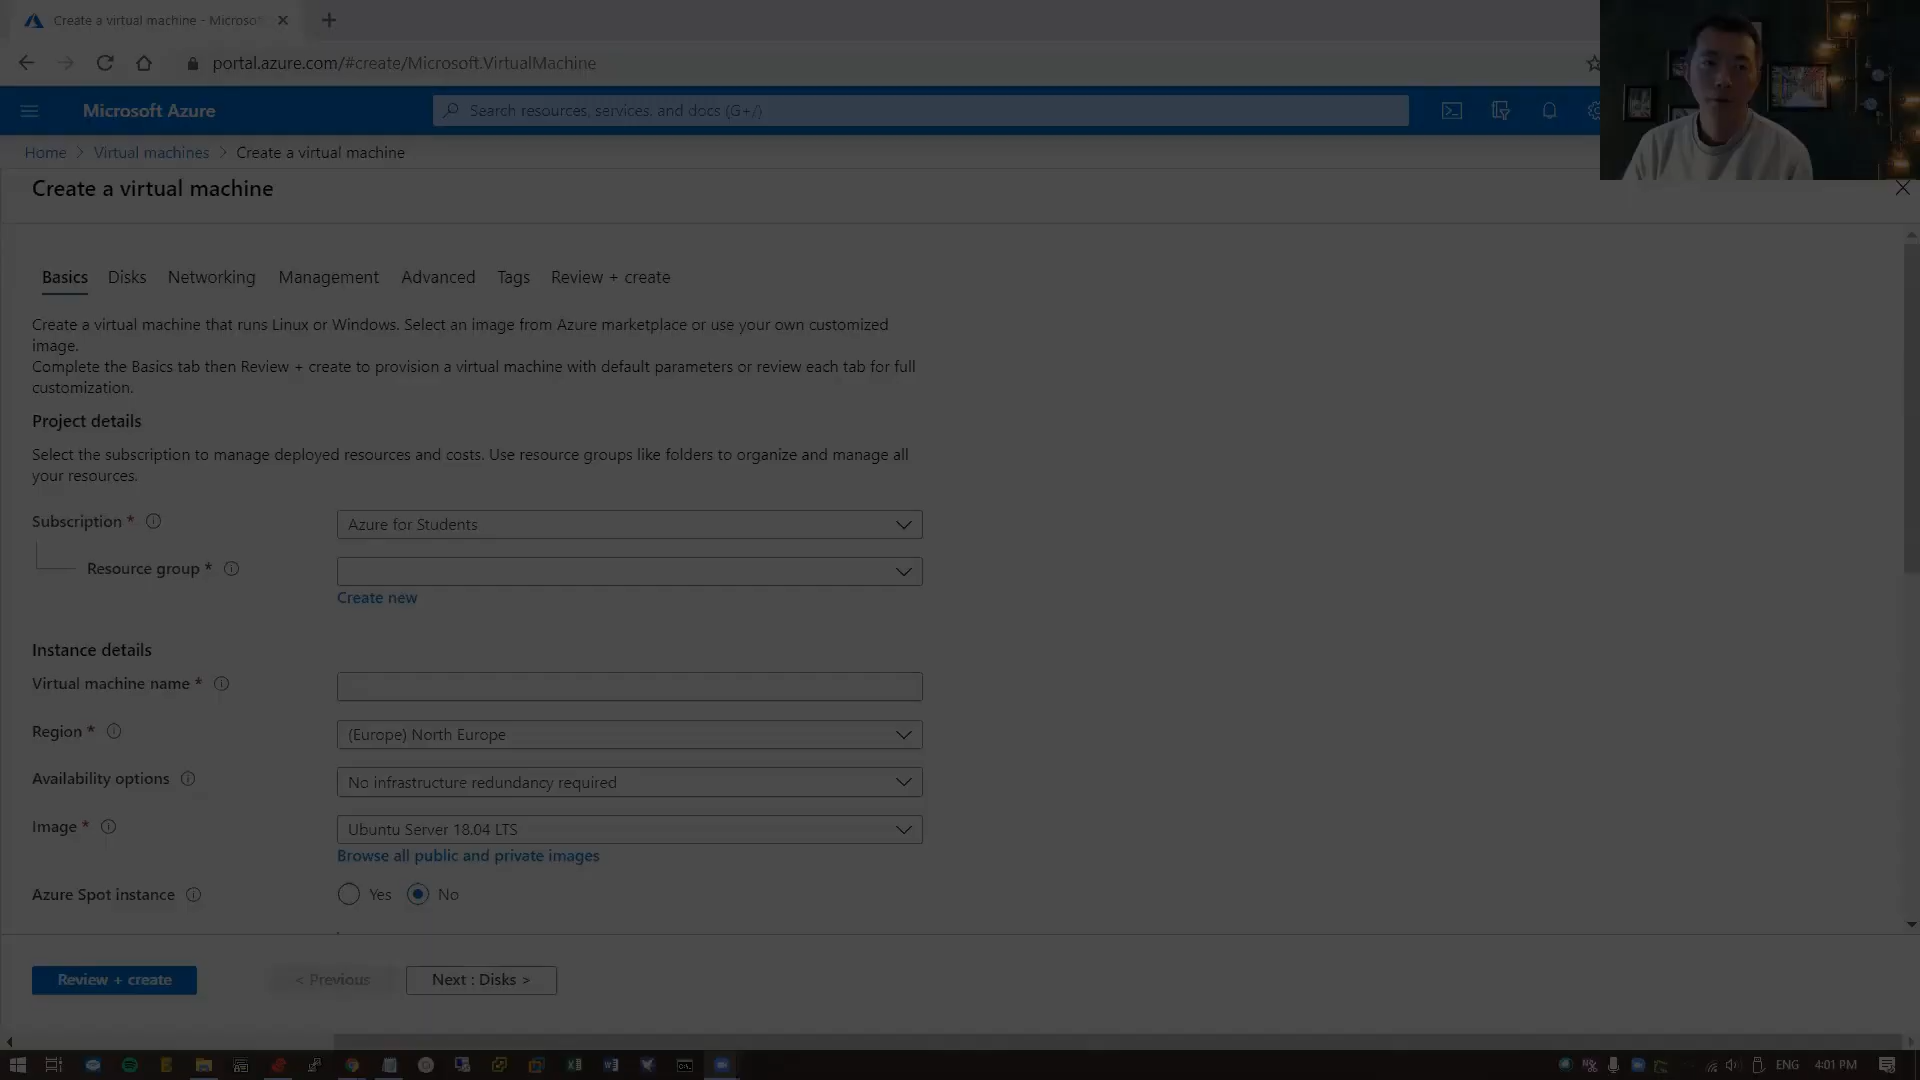 Create a virtual machine - Microso
portal.azure.com/#create/Microsoft.VirtualMachine
Microsoft Azure
Search resources, services, and docs (G+/)
Home > Virtual machines > Create a virtual machine
Create a virtual machine
Basics Disks Networking Management Advanced Tags Review + create
Create a virtual machine that runs Linux or Windows. Select an image from Azure marketplace or use your own customized
image.
Complete the Basics tab then Review + create to provision a virtual machine with default parameters or review each tab for full
customization.
Project details
Select the subscription to manage deployed resources and costs. Use resource groups like folders to organize and manage all
your resources.
Subscription * Azure for Students
Resource group *
Create new
Instance details
Virtual machine name *
Region * (Europe) North Europe
Availability options No infrastructure redundancy required
Image * Ubuntu Server 18.04 LTS
Browse all public and private images
Azure Spot instance Yes No
Review + create < Previous Next : Disks >
ENG 4:01 PM